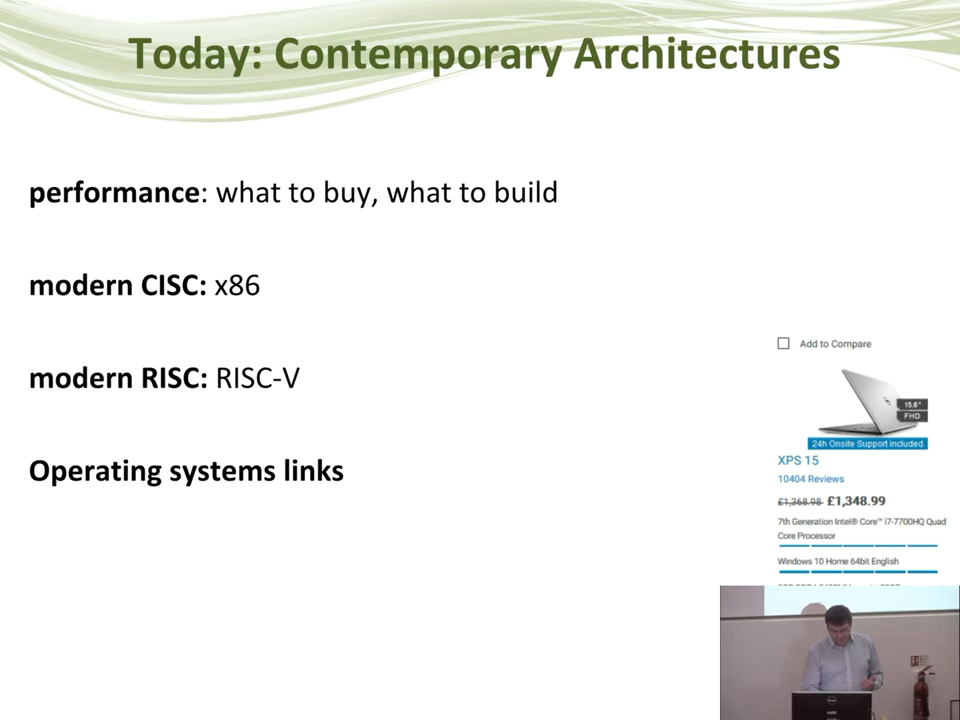 Today: Contemporary Architectures
performance: what to buy, what to build
modern CISC: x86
modern RISC: RISC-V
Operating systems links
Add to Compare
15.6"
FHD
24h Onsite Support included
XPS 15
10404 Reviews
£1,368.98 £1,348.99
7th Generation Intel® Core™ i7-7700HQ Quad
Core Processor
Windows 10 Home 64bit English